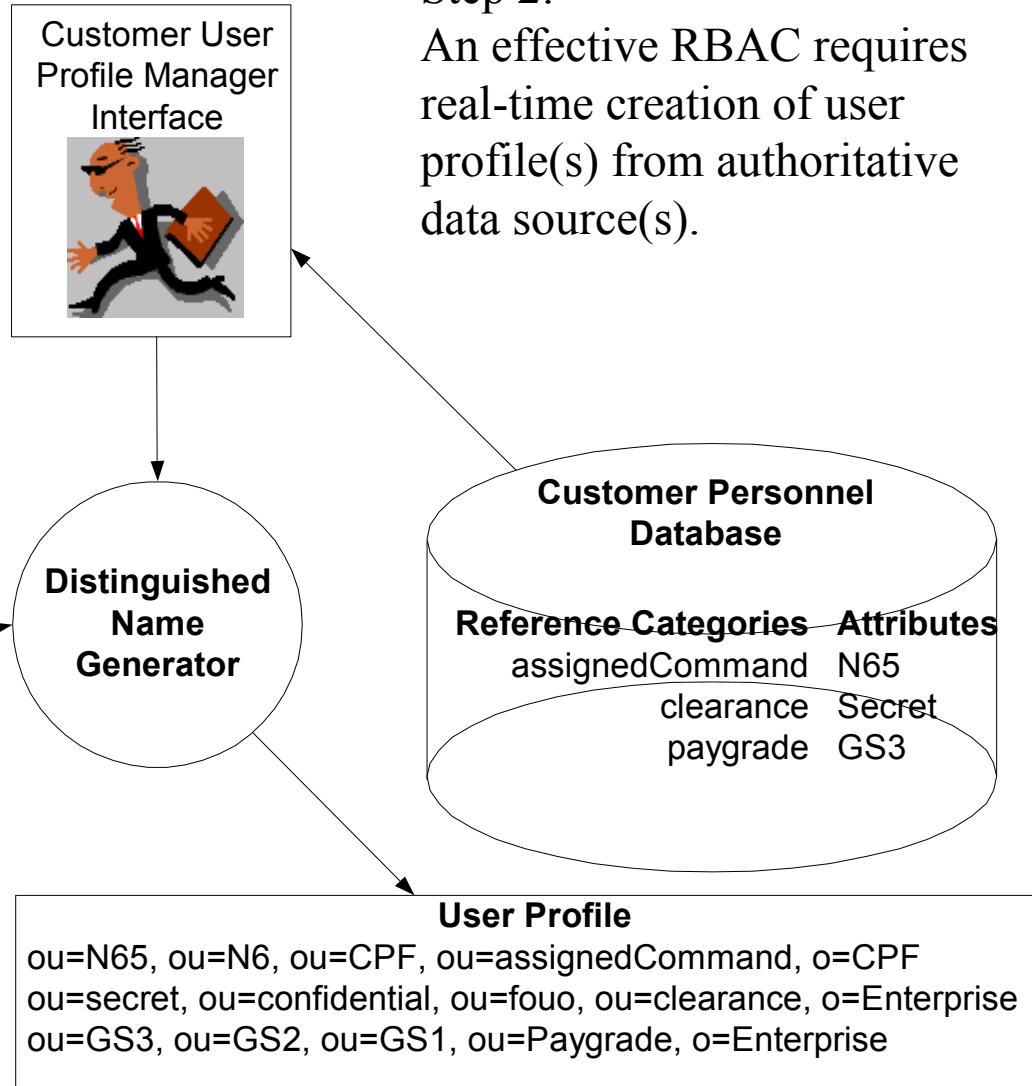 Step 2:
An effective RBAC requires
real-time creation of user
profile(s) from authoritative
data source(s).
Customer User
Profile Manager
Interface
Customer Personnel
Database
Reference Categories Attributes
assignedCommand N65
clearance Secret
paygrade GS3
Distinguished
Name
Generator
User Profile
ou=N65, ou=N6, ou=CPF, ou=assignedCommand, o=CPF
ou=secret, ou=confidential, ou=fouo, ou=clearance, o=Enterprise
ou=GS3, ou=GS2, ou=GS1, ou=Paygrade, o=Enterprise